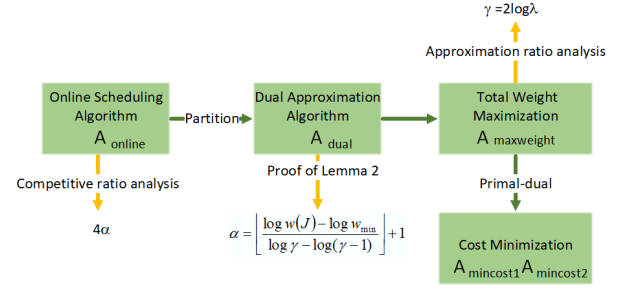 γ =2logλ
Approximation ratio analysis
Online Scheduling
Algorithm
A online
Partition
Dual Approximation
Algorithm
A dual
Total Weight
Maximization
A maxweight
Competitive ratio analysis
4α
Proof of Lemma 2
α = ⌊ (log w(J) − log w_min) / (log γ − log(γ − 1)) ⌋ + 1
Primal-dual
Cost Minimization
A mincost1 A mincost2